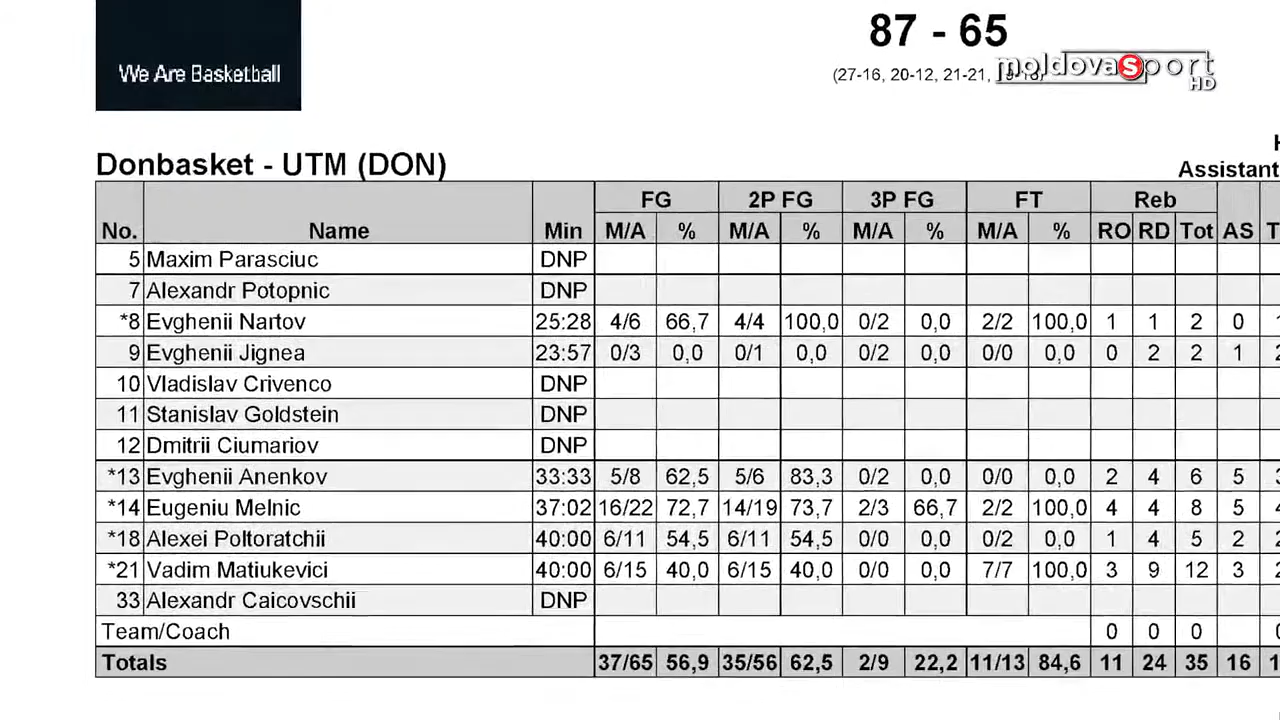 87 - 65
We Are Basketball
(27-16, 20-12, 21-21,
moldovasport
HD
Donbasket - UTM (DON)
Assistant
FG 2P FG 3P FG FT Reb
No. Name Min M/A % M/A % M/A % M/A % RO RD Tot AS
5 Maxim Parasciuc DNP
7 Alexandr Potopnic DNP
*8 Evghenii Nartov 25:28 4/6 66,7 4/4 100,0 0/2 0,0 2/2 100,0 1 1 2 0
9 Evghenii Jignea 23:57 0/3 0,0 0/1 0,0 0/2 0,0 0/0 0,0 0 2 2 1
10 Vladislav Crivenco DNP
11 Stanislav Goldstein DNP
12 Dmitrii Ciumariov DNP
*13 Evghenii Anenkov 33:33 5/8 62,5 5/6 83,3 0/2 0,0 0/0 0,0 2 4 6 5
*14 Eugeniu Melnic 37:02 16/22 72,7 14/19 73,7 2/3 66,7 2/2 100,0 4 4 8 5
*18 Alexei Poltoratchii 40:00 6/11 54,5 6/11 54,5 0/0 0,0 0/2 0,0 1 4 5 2
*21 Vadim Matiukevici 40:00 6/15 40,0 6/15 40,0 0/0 0,0 7/7 100,0 3 9 12 3
33 Alexandr Caicovschii DNP
Team/Coach 0 0 0
Totals 37/65 56,9 35/56 62,5 2/9 22,2 11/13 84,6 11 24 35 16